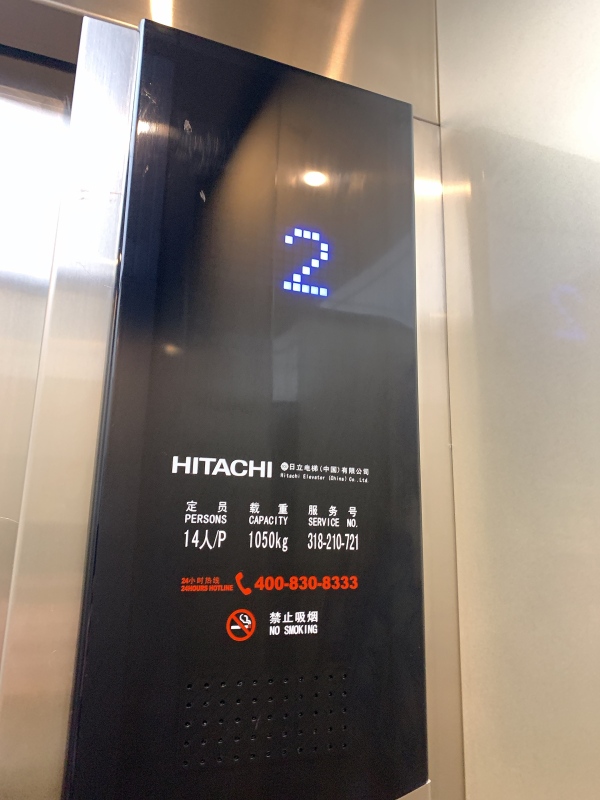 2
HITACHI 日立电梯(中国)有限公司
Hitachi Elevator (China) Co.,Ltd
定员 载重 服务号
PERSONS CAPACITY SERVICE NO.
14人/P 1050kg 318-210-721
24小时热线
24HOURS HOTLINE 400-830-8333
禁止吸烟
NO SMOKING